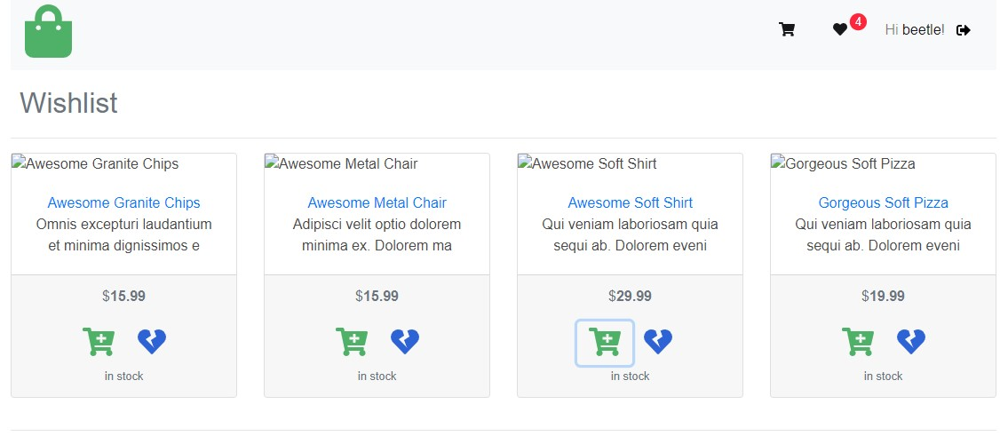 4
Hi beetle!
Wishlist
Awesome Granite Chips
Awesome Metal Chair
Awesome Soft Shirt
Gorgeous Soft Pizza
Awesome Granite Chips
Omnis excepturi laudantium
et minima dignissimos e
$15.99
in stock
Awesome Metal Chair
Adipisci velit optio dolorem
minima ex. Dolorem ma
$15.99
in stock
Awesome Soft Shirt
Qui veniam laboriosam quia
sequi ab. Dolorem eveni
$29.99
in stock
Gorgeous Soft Pizza
Qui veniam laboriosam quia
sequi ab. Dolorem eveni
$19.99
in stock